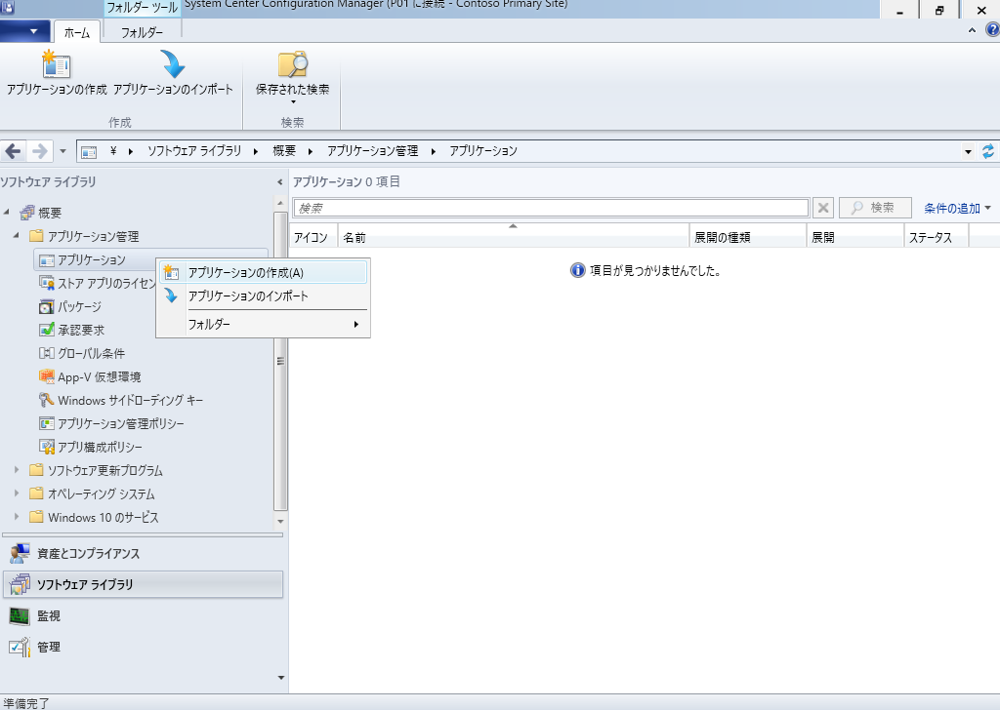 フォルダー ツール
System Center Configuration Manager (P01 に接続 - Contoso Primary Site)
ホーム
フォルダー
アプリケーションの作成
アプリケーションのインポート
保存された検索
作成
検索
¥
ソフトウェア ライブラリ
概要
アプリケーション管理
アプリケーション
ソフトウェア ライブラリ
アプリケーション 0 項目
検索
検索
条件の追加
アイコン
名前
展開の種類
展開
ステータス
項目が見つかりませんでした。
概要
アプリケーション管理
アプリケーション
ストア アプリのライセン
パッケージ
承認要求
グローバル条件
App-V 仮想環境
Windows サイドローディング キー
アプリケーション管理ポリシー
アプリ構成ポリシー
ソフトウェア更新プログラム
オペレーティング システム
Windows 10 のサービス
アプリケーションの作成(A)
アプリケーションのインポート
フォルダー
資産とコンプライアンス
ソフトウェア ライブラリ
監視
管理
準備完了